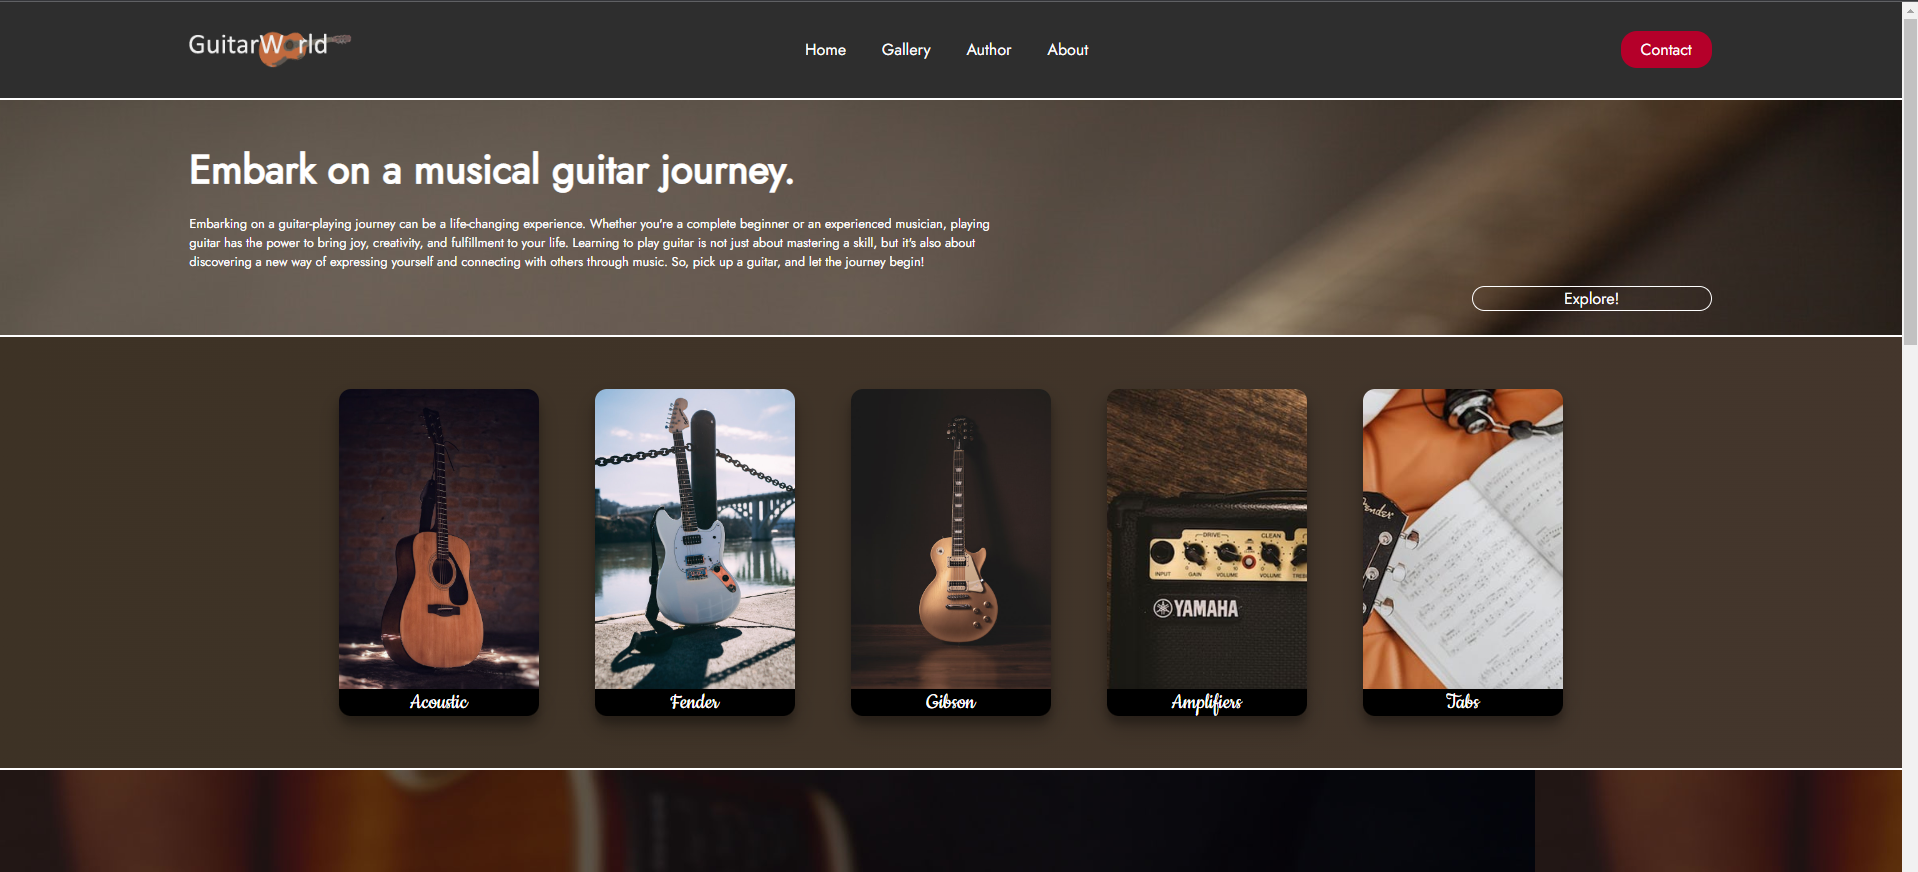 GuitarWorld
Home
Gallery
Author
About
Contact
Embark on a musical guitar journey.
Embarking on a guitar-playing journey can be a life-changing experience. Whether you're a complete beginner or an experienced musician, playing
guitar has the power to bring joy, creativity, and fulfillment to your life. Learning to play guitar is not just about mastering a skill, but it's also about
discovering a new way of expressing yourself and connecting with others through music. So, pick up a guitar, and let the journey begin!
Explore!
DRIVE
CLEAN
INPUT
GAIN
VOLUME
VOLUME
YAMAHA
Fender
Acoustic
Fender
Gibson
Amplifiers
Tabs